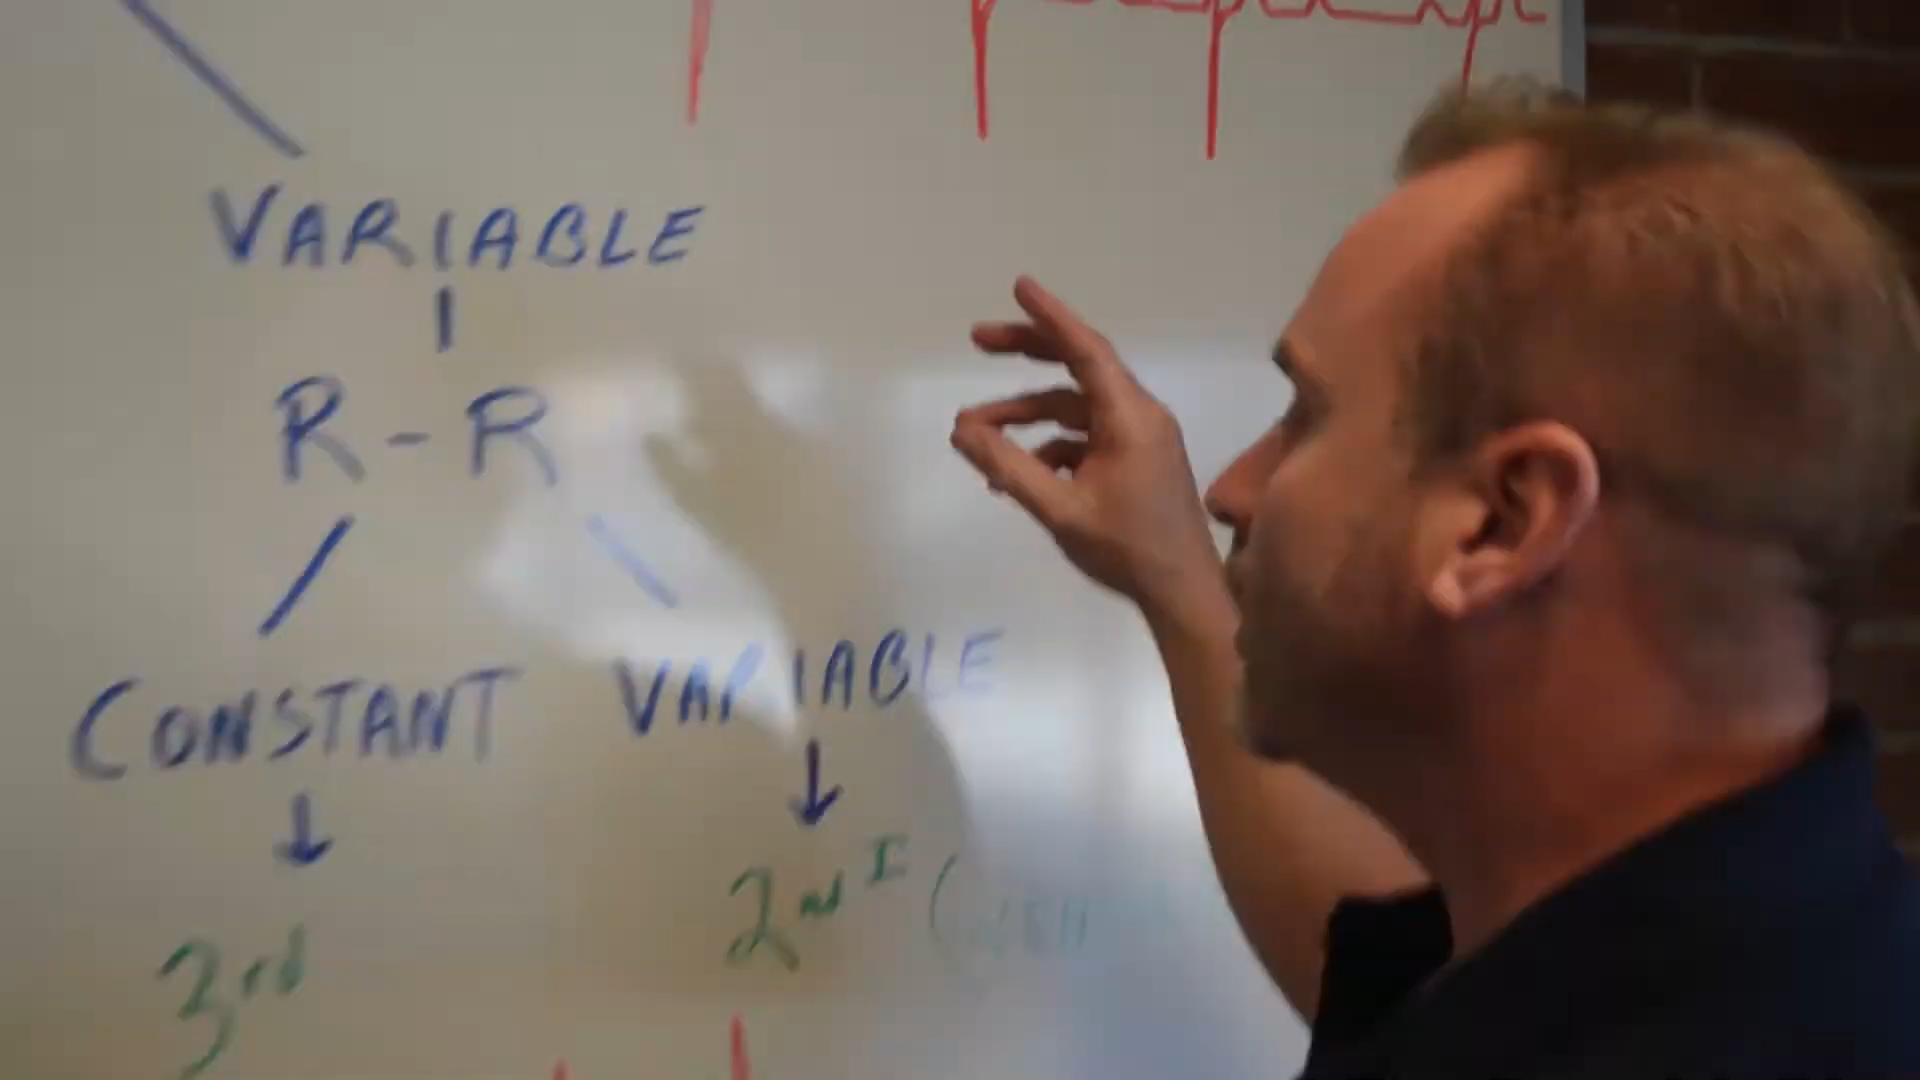 VARIABLE
R-R
CONSTANT VARIABLE
3rd 2nd I